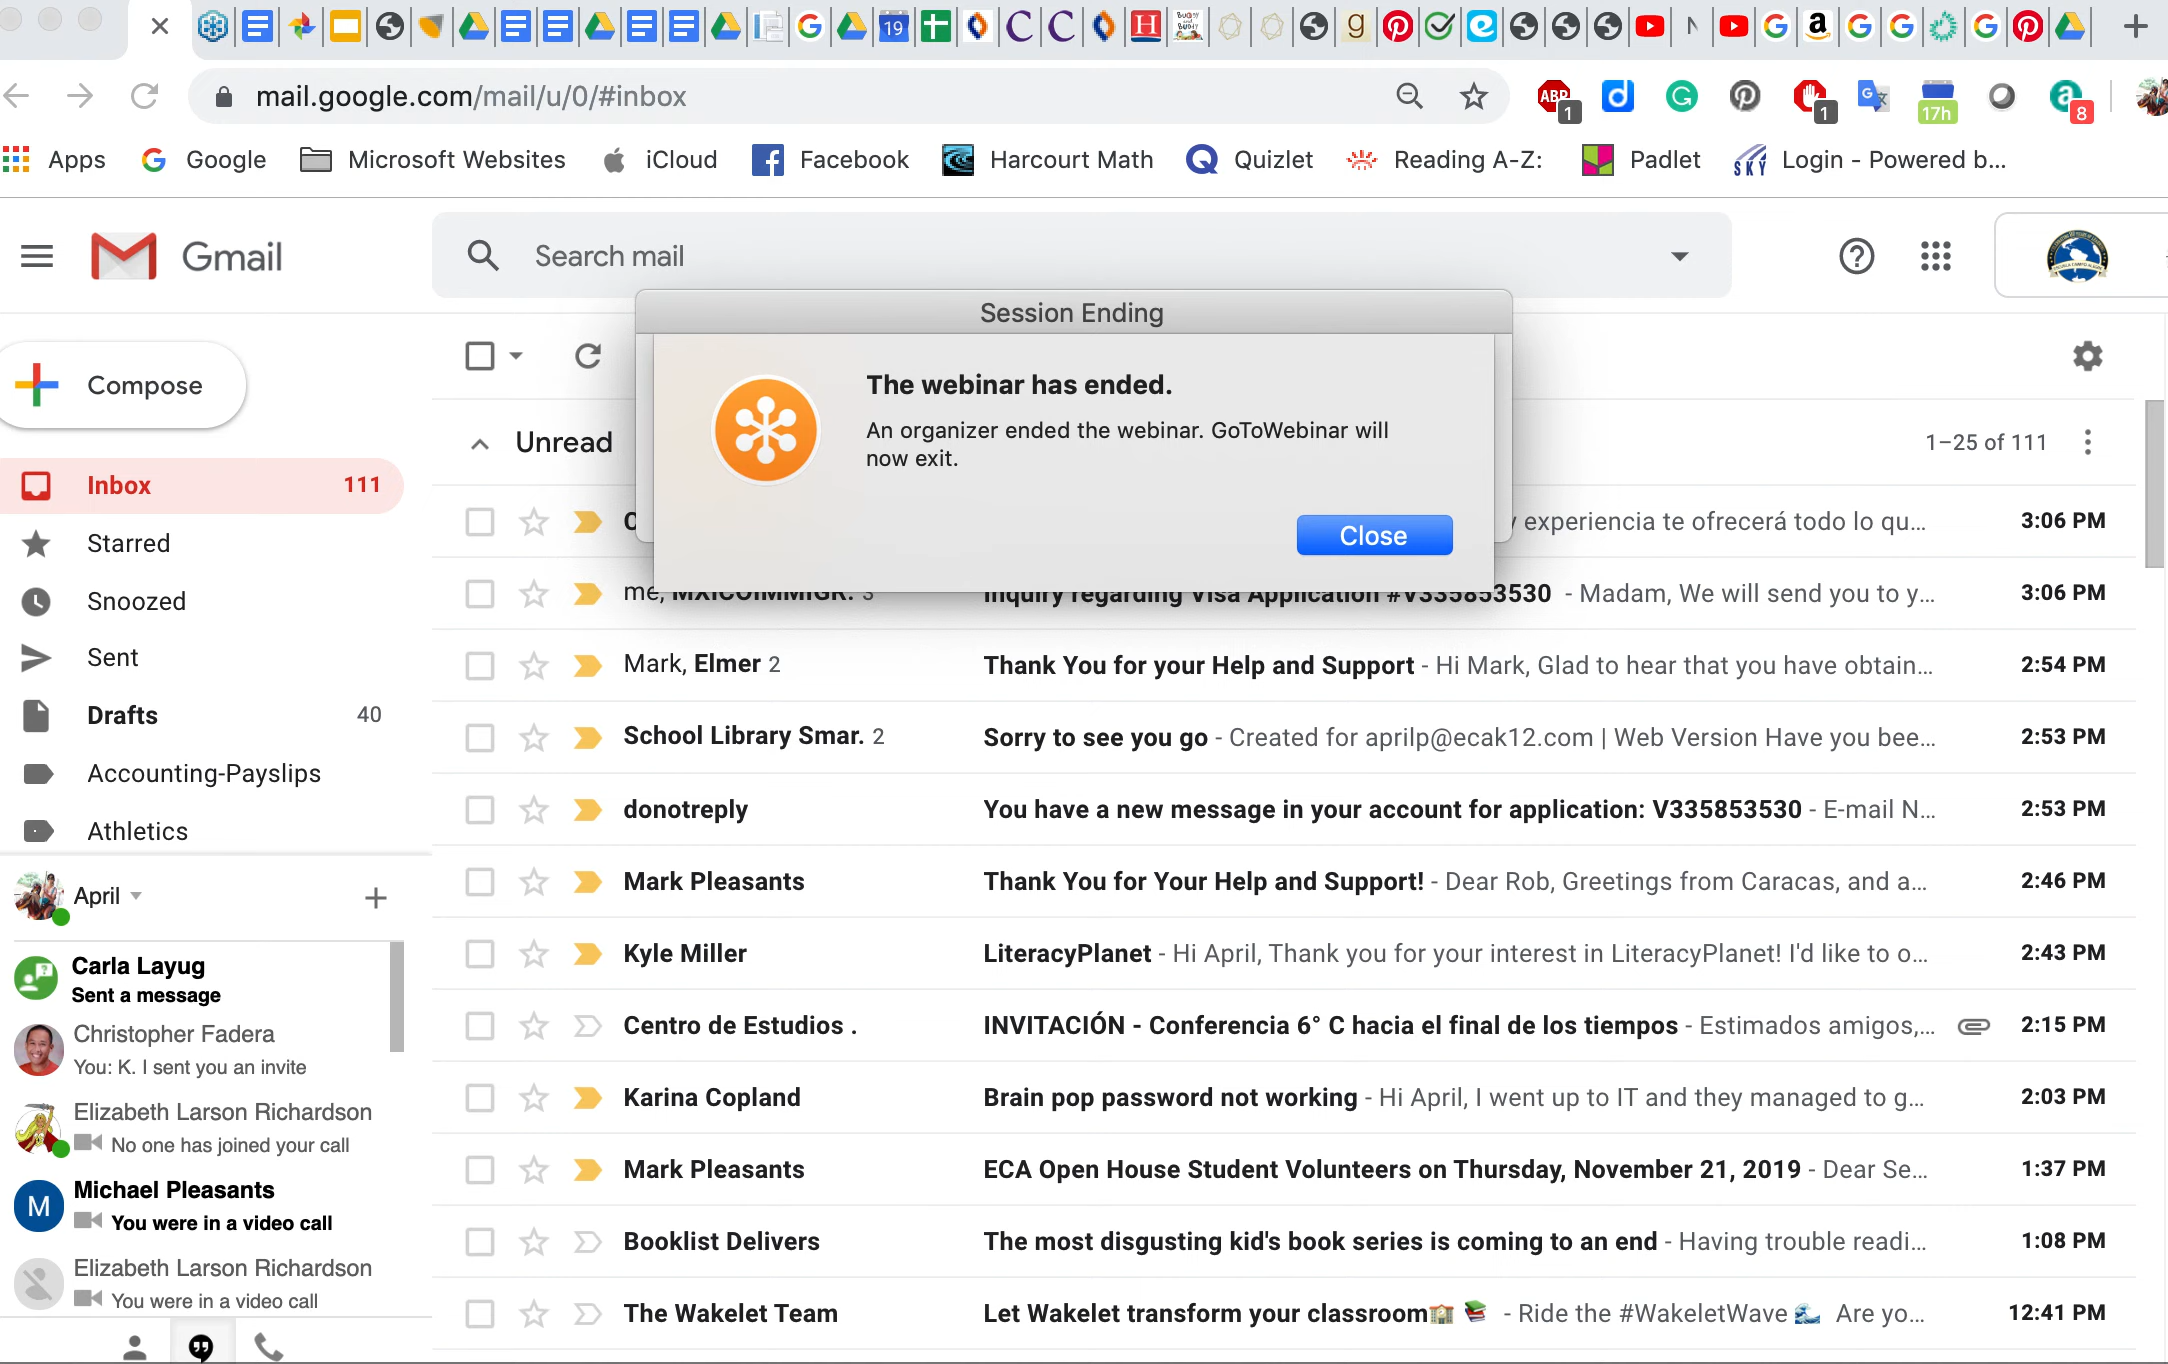 19
mail.google.com/mail/u/0/#inbox
ABP 1
1
17h
8
Apps
Google
Microsoft Websites
iCloud
Facebook
Harcourt Math
Quizlet
Reading A-Z:
Padlet
SKY
Login - Powered b...
Gmail
Search mail
Session Ending
The webinar has ended.
An organizer ended the webinar. GoToWebinar will
now exit.
Close
Compose
Unread
1–25 of 111
Inbox 111
Starred
Snoozed
Sent
Drafts 40
Accounting-Payslips
Athletics
experiencia te ofrecerá todo lo qu... 3:06 PM
me, MXICOIMMIGR. 3 Inquiry regarding Visa Application #V335853530 - Madam, We will send you to y... 3:06 PM
Mark, Elmer 2 Thank You for your Help and Support - Hi Mark, Glad to hear that you have obtain... 2:54 PM
School Library Smar. 2 Sorry to see you go - Created for aprilp@ecak12.com | Web Version Have you bee... 2:53 PM
donotreply You have a new message in your account for application: V335853530 - E-mail N... 2:53 PM
Mark Pleasants Thank You for Your Help and Support! - Dear Rob, Greetings from Caracas, and a... 2:46 PM
Kyle Miller LiteracyPlanet - Hi April, Thank you for your interest in LiteracyPlanet! I'd like to o... 2:43 PM
Centro de Estudios . INVITACIÓN - Conferencia 6° C hacia el final de los tiempos - Estimados amigos,... 2:15 PM
Karina Copland Brain pop password not working - Hi April, I went up to IT and they managed to g... 2:03 PM
Mark Pleasants ECA Open House Student Volunteers on Thursday, November 21, 2019 - Dear Se... 1:37 PM
Booklist Delivers The most disgusting kid's book series is coming to an end - Having trouble readi... 1:08 PM
The Wakelet Team Let Wakelet transform your classroom🏫 📚 - Ride the #WakeletWave 🌊 Are yo... 12:41 PM
April
Carla Layug
Sent a message
Christopher Fadera
You: K. I sent you an invite
Elizabeth Larson Richardson
No one has joined your call
M
Michael Pleasants
You were in a video call
Elizabeth Larson Richardson
You were in a video call